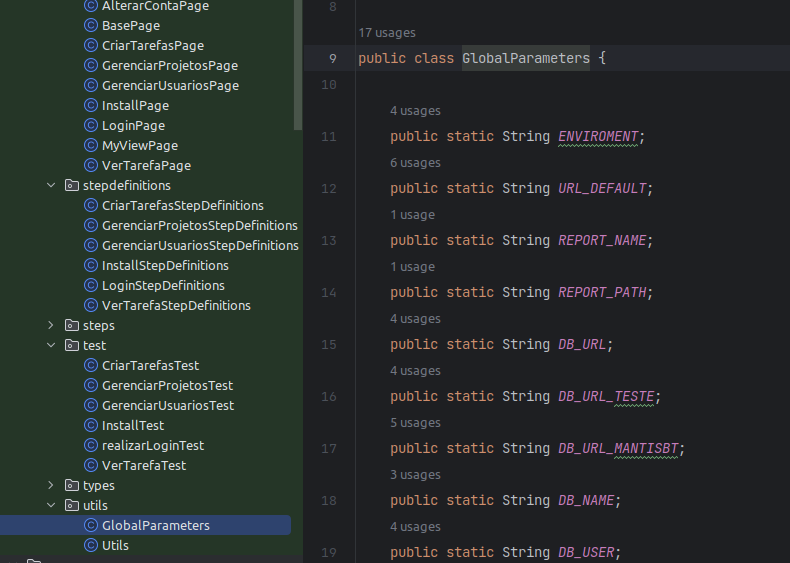 AlterarContaPage
BasePage
CriarTarefasPage
GerenciarProjetosPage
GerenciarUsuariosPage
InstallPage
LoginPage
MyViewPage
VerTarefaPage
stepdefinitions
CriarTarefasStepDefinitions
GerenciarProjetosStepDefinitions
GerenciarUsuariosStepDefinitions
InstallStepDefinitions
LoginStepDefinitions
VerTarefaStepDefinitions
steps
test
CriarTarefasTest
GerenciarProjetosTest
GerenciarUsuariosTest
InstallTest
realizarLoginTest
VerTarefaTest
types
utils
GlobalParameters
Utils
8
17 usages
9 public class GlobalParameters {
10
4 usages
11 public static String ENVIROMENT;
6 usages
12 public static String URL_DEFAULT;
1 usage
13 public static String REPORT_NAME;
1 usage
14 public static String REPORT_PATH;
4 usages
15 public static String DB_URL;
4 usages
16 public static String DB_URL_TESTE;
5 usages
17 public static String DB_URL_MANTISBT;
3 usages
18 public static String DB_NAME;
4 usages
19 public static String DB_USER;